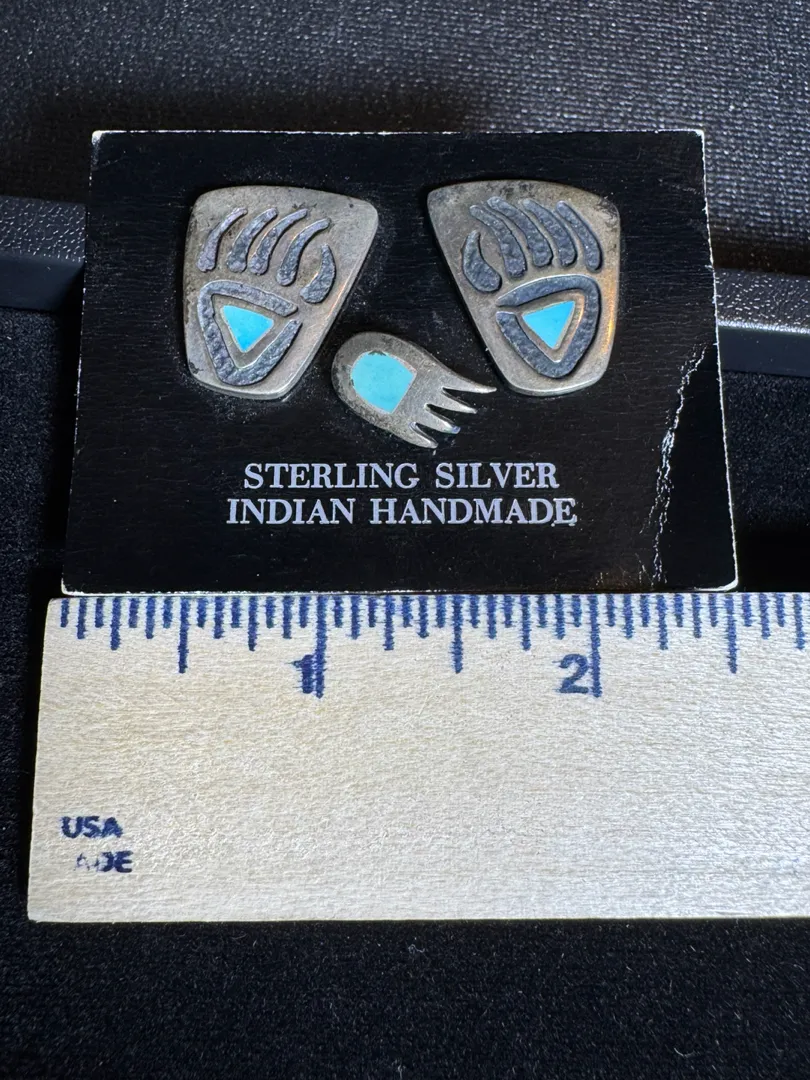 STERLING SILVER
INDIAN HANDMADE
1 2
USA